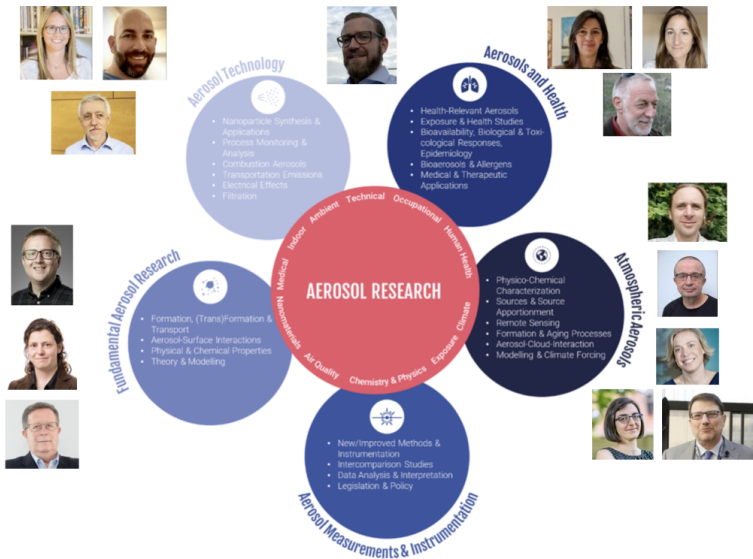 Aerosol Technology
Nanoparticle Synthesis &
Applications
Process Monitoring &
Analysis
Combustion Aerosols
Transportation Emissions
Electrical Effects
Filtration
Aerosols and Health
Health-Relevant Aerosols
Exposure & Health Studies
Bioavailability, Biological & Toxi-
cological Responses,
Epidemiology
Bioaerosols & Allergens
Medical & Therapeutic
Applications
Fundamental Aerosol Research
Formation, (Trans)Formation &
Transport
Aerosol-Surface Interactions
Physical & Chemical Properties
Theory & Modelling
AEROSOL RESEARCH
Nanomaterials
Medical
Indoor
Ambient
Technical
Occupational
Human Health
Climate
Exposure
Chemistry & Physics
Air Quality
Atmospheric Aerosols
Physico-Chemical
Characterization
Sources & Source
Apportionment
Remote Sensing
Formation & Aging Processes
Aerosol-Cloud-Interaction
Modelling & Climate Forcing
New/Improved Methods &
Instrumentation
Intercomparison Studies
Data Analysis & Interpretation
Legislation & Policy
Aerosol Measurements & Instrumentation